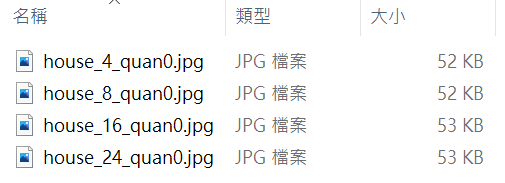 名稱 類型 大小
house_4_quan0.jpg JPG 檔案 52 KB
house_8_quan0.jpg JPG 檔案 52 KB
house_16_quan0.jpg JPG 檔案 53 KB
house_24_quan0.jpg JPG 檔案 53 KB